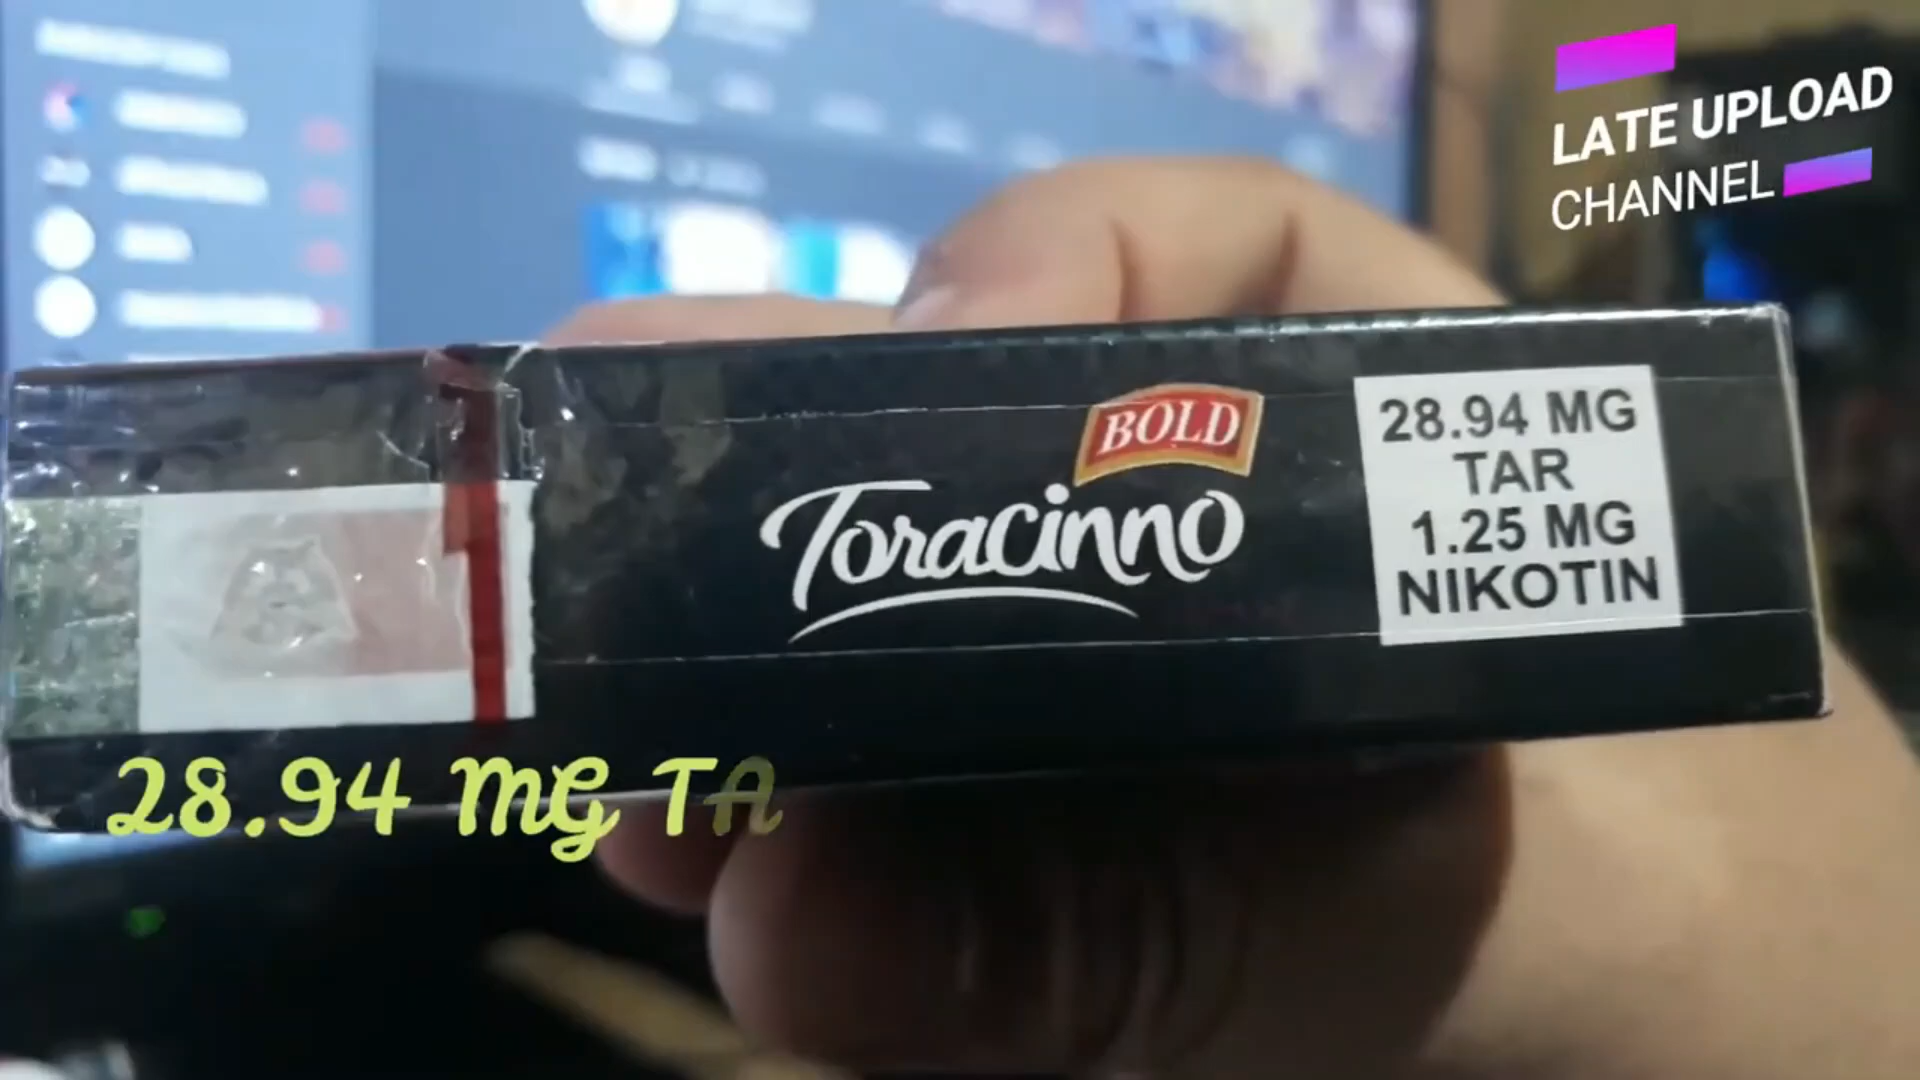 LATE UPLOAD
CHANNEL
BOLD
Toracinno
28.94 MG
TAR
1.25 MG
NIKOTIN
28.94 MG TA